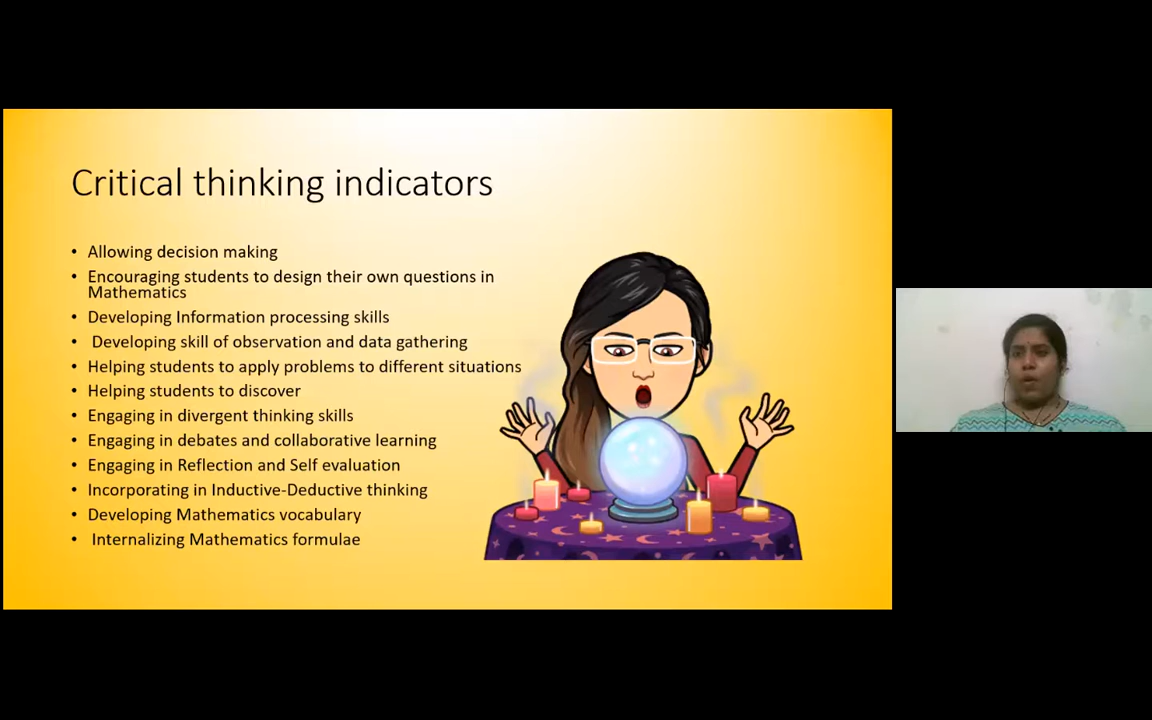 Critical thinking indicators
• Allowing decision making
• Encouraging students to design their own questions in
Mathematics
• Developing Information processing skills
• Developing skill of observation and data gathering
• Helping students to apply problems to different situations
• Helping students to discover
• Engaging in divergent thinking skills
• Engaging in debates and collaborative learning
• Engaging in Reflection and Self evaluation
• Incorporating in Inductive-Deductive thinking
• Developing Mathematics vocabulary
• Internalizing Mathematics formulae